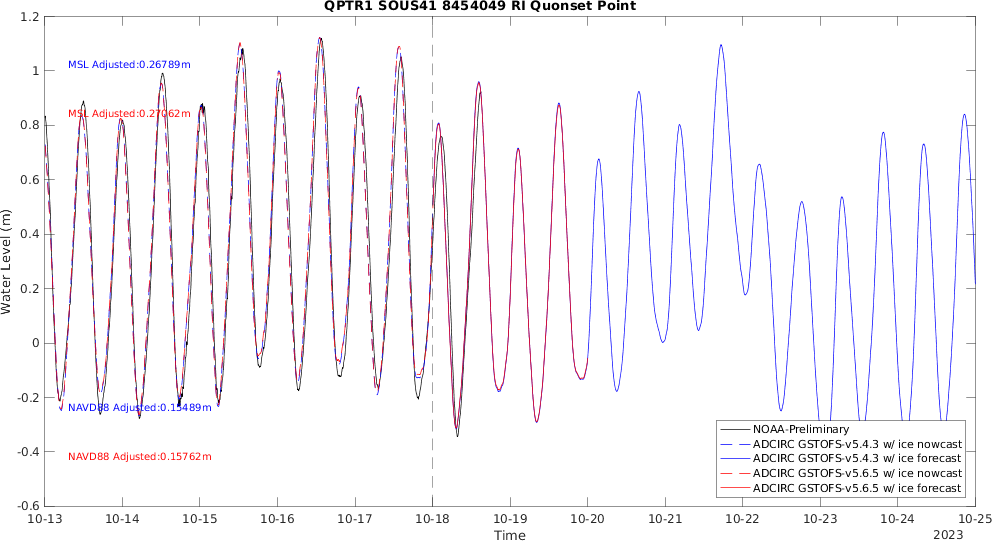 QPTR1 SOUS41 8454049 RI Quonset Point
1.2
1
0.8
0.6
0.4
0.2
0
-0.2
-0.4
-0.6
Water Level (m)
MSL Adjusted:0.26789m
MSL Adjusted:0.27062m
NAVD88 Adjusted:0.15489m
NAVD88 Adjusted:0.15762m
NOAA-Preliminary
ADCIRC GSTOFS-v5.4.3 w/ ice nowcast
ADCIRC GSTOFS-v5.4.3 w/ ice forecast
ADCIRC GSTOFS-v5.6.5 w/ ice nowcast
ADCIRC GSTOFS-v5.6.5 w/ ice forecast
10-13 10-14 10-15 10-16 10-17 10-18 10-19 10-20 10-21 10-22 10-23 10-24 10-25
Time
2023